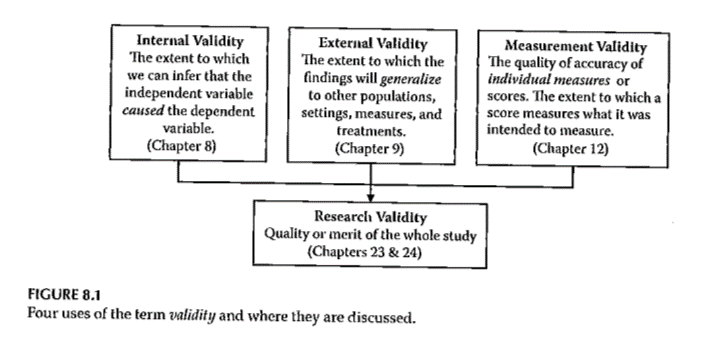 Internal Validity
The extent to which
we can infer that the
independent variable
caused the dependent
variable.
(Chapter 8)
External Validity
The extent to which the
findings will generalize
to other populations,
settings, measures, and
treatments.
(Chapter 9)
Measurement Validity
The quality of accuracy of
individual measures or
scores. The extent to which a
score measures what it was
intended to measure.
(Chapter 12)
Research Validity
Quality or merit of the whole study
(Chapters 23 & 24)
FIGURE 8.1
Four uses of the term validity and where they are discussed.